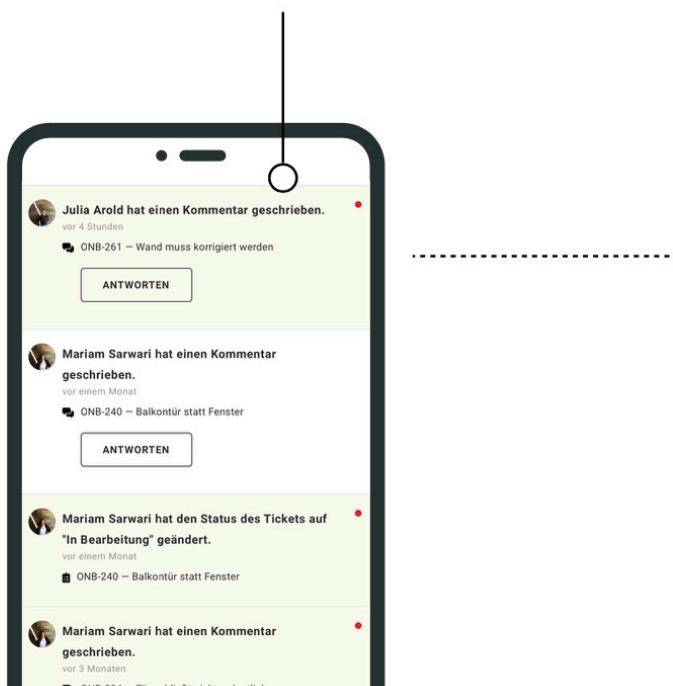 Julia Arold hat einen Kommentar geschrieben.
vor 4 Stunden
ONB-261 — Wand muss korrigiert werden
ANTWORTEN
Mariam Sarwari hat einen Kommentar
geschrieben.
vor einem Monat
ONB-240 — Balkontür statt Fenster
ANTWORTEN
Mariam Sarwari hat den Status des Tickets auf
"In Bearbeitung" geändert.
vor einem Monat
ONB-240 — Balkontür statt Fenster
Mariam Sarwari hat einen Kommentar
geschrieben.
vor 3 Monaten